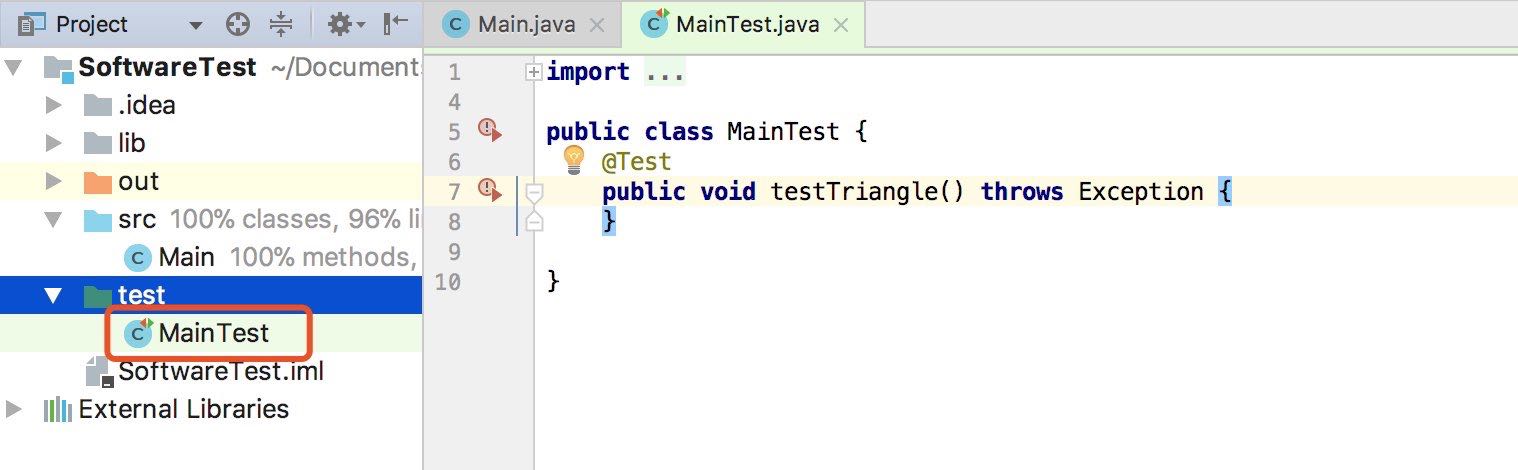 Project
SoftwareTest ~/Documents
.idea
lib
out
src 100% classes, 96% li
C Main 100% methods,
test
C MainTest
SoftwareTest.iml
External Libraries
C Main.java
C MainTest.java
1 import ...
4
5 public class MainTest {
6 @Test
7 public void testTriangle() throws Exception {
8 }
9
10 }